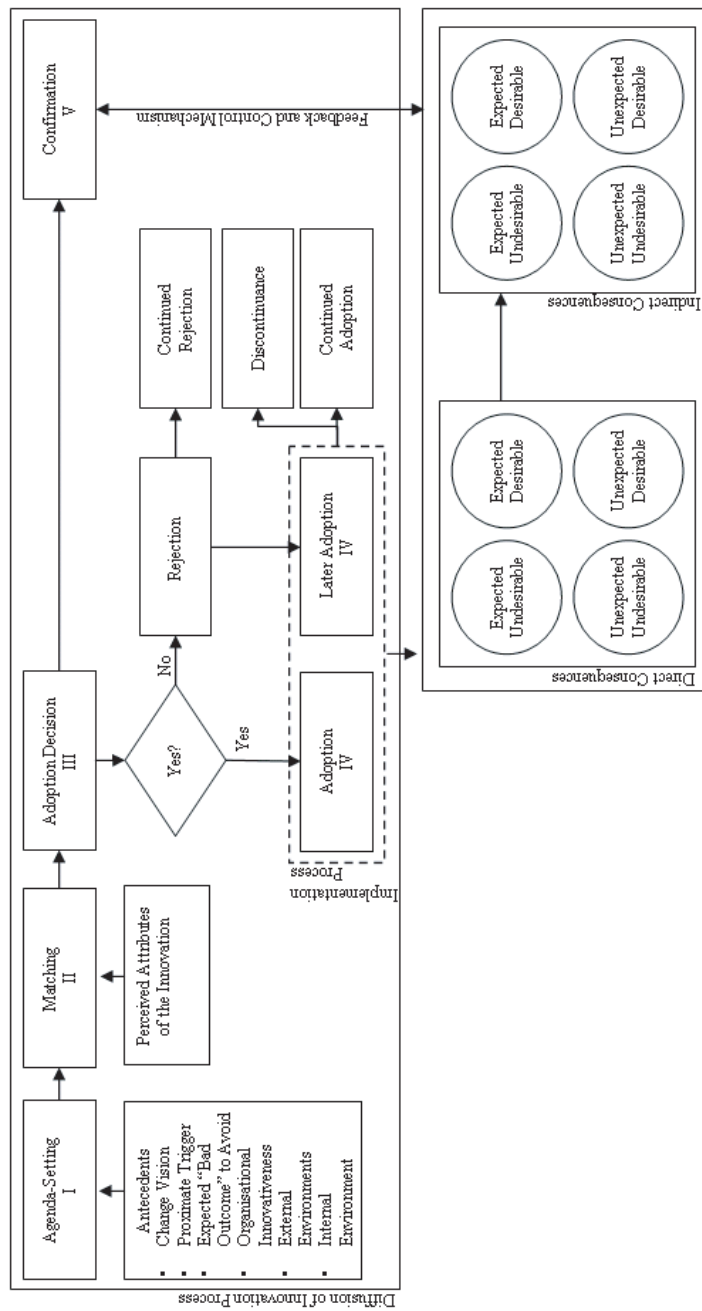 Diffusion of Innovation Process
Agenda-Setting
I
Antecedents
▪ Change Vision
▪ Proximate Trigger
▪ Expected “Bad
Outcome” to Avoid
▪ Organisational
Innovativeness
▪ External
Environments
▪ Internal
Environment
Matching
II
Perceived Attributes
of the Innovation
Adoption Decision
III
Yes?
No
Yes
Rejection
Continued
Rejection
Discontinuance
Continued
Adoption
Implementation
Process
Adoption
IV
Later Adoption
IV
Confirmation
V
Feedback and Control Mechanism
Direct Consequences
Expected
Undesirable
Expected
Desirable
Unexpected
Undesirable
Unexpected
Desirable
Indirect Consequences
Expected
Undesirable
Expected
Desirable
Unexpected
Undesirable
Unexpected
Desirable